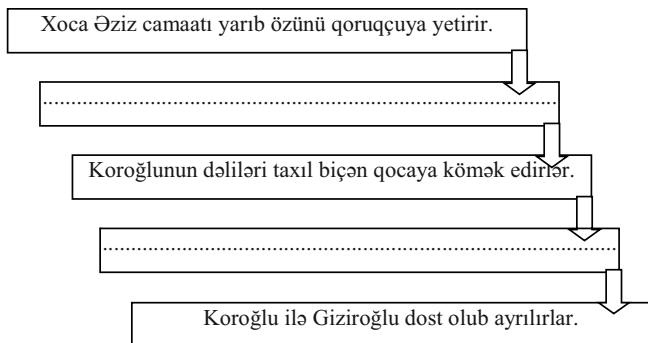 Xoca Əziz camaatı yarıb özünü qoruqçuya yetirir.
....................................................................................................
Koroğlunun dəliləri taxıl biçən qocaya kömək edirlər.
....................................................................................................
Koroğlu ilə Giziroğlu dost olub ayrılırlar.